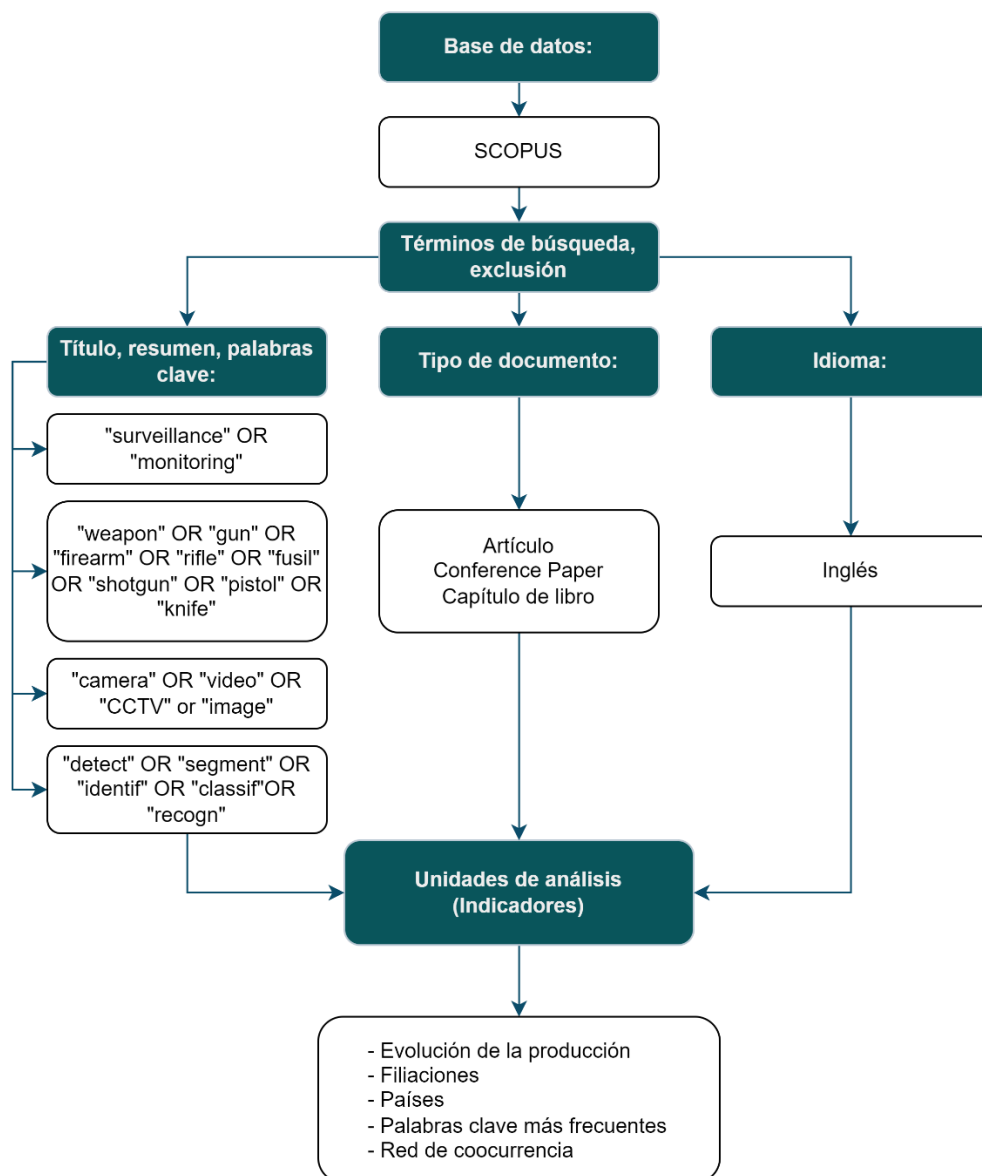 Base de datos:
SCOPUS
Términos de búsqueda,
exclusión
Título, resumen, palabras
clave:
"surveillance" OR
"monitoring"
"weapon" OR "gun" OR
"firearm" OR "rifle" OR "fusil"
OR "shotgun" OR "pistol" OR
"knife"
"camera" OR "video" OR
"CCTV" or "image"
"detect" OR "segment" OR
"identif" OR "classif"OR
"recogn"
Tipo de documento:
Artículo
Conference Paper
Capítulo de libro
Idioma:
Inglés
Unidades de análisis
(Indicadores)
- Evolución de la producción
- Filiaciones
- Países
- Palabras clave más frecuentes
- Red de coocurrencia